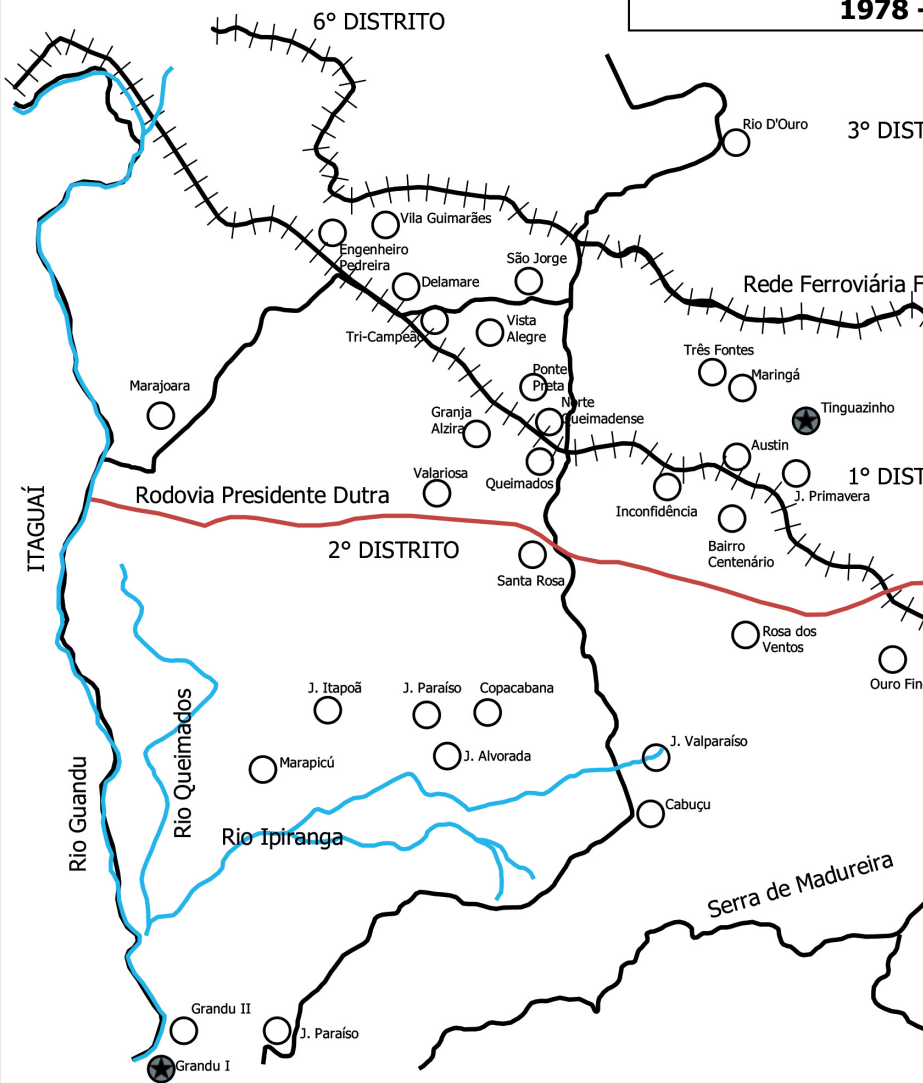 1978 -
6° DISTRITO
Rio D'Ouro
3° DIST
Vila Guimarães
Engenheiro
Pedreira
São Jorge
Delamare
Rede Ferroviária F
Tri-Campeão
Vista
Alegre
Três Fontes
Maringá
Ponte
Preta
Marajoara
Norte
Queimadense
Tinguazinho
Granja
Alzira
Austin
Valariosa
Queimados
1° DIST
J. Primavera
Rodovia Presidente Dutra
Inconfidência
ITAGUAÍ
2° DISTRITO
Bairro
Centenário
Santa Rosa
Rosa dos
Ventos
Ouro Fin
J. Itapoã
J. Paraíso
Copacabana
Rio Queimados
J. Valparaíso
J. Alvorada
Marapicú
Rio Guandu
Cabuçu
Rio Ipiranga
Serra de Madureira
Grandu II
J. Paraíso
Grandu I